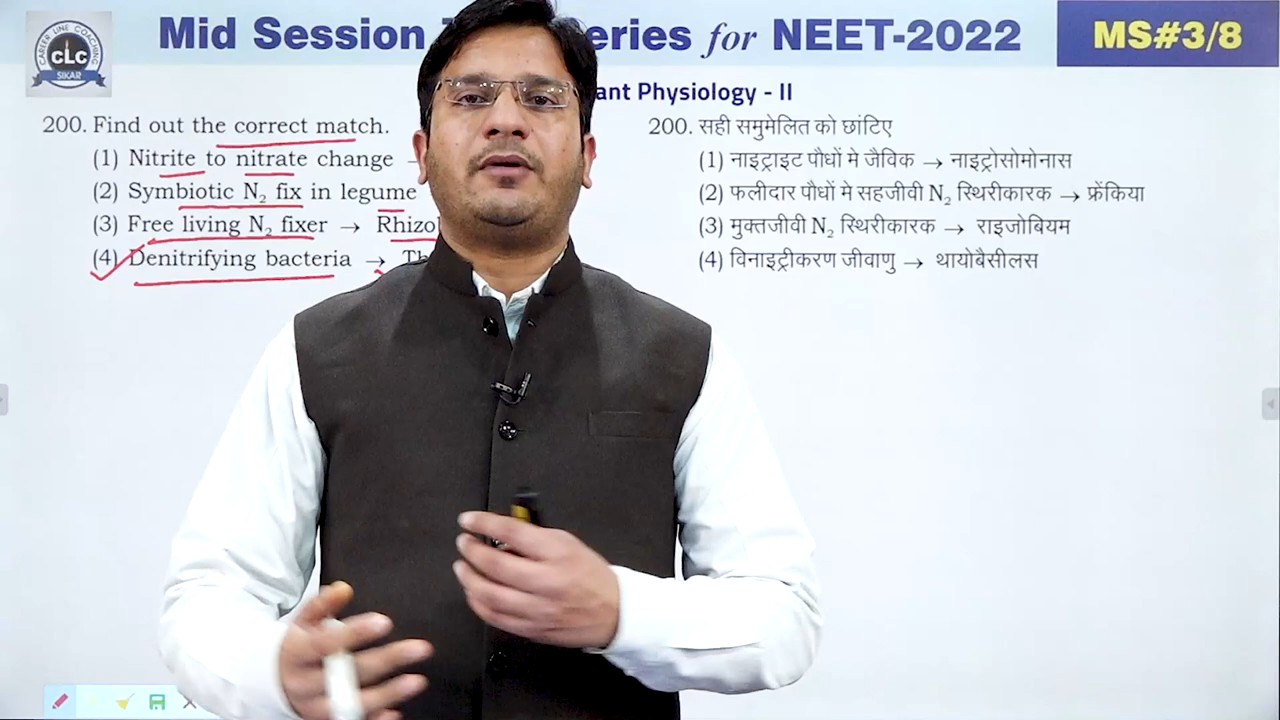 CAREER LINE COACHING
CLC
SIKAR
Mid Session eries for NEET-2022
MS#3/8
ant Physiology - II
200. Find out the correct match.
(1) Nitrite to nitrate change
(2) Symbiotic N₂ fix in legume
(3) Free living N₂ fixer → Rhizo
(4) Denitrifying bacteria → Th
200. सही समुमेलित को छांटिए
(1) नाइट्राइट पौधों मे जैविक → नाइट्रोसोमोनास
(2) फलीदार पौधों मे सहजीवी N₂ स्थिरीकारक → फ्रेंकिया
(3) मुक्तजीवी N₂ स्थिरीकारक → राइजोबियम
(4) विनाइट्रीकरण जीवाणु → थायोबैसीलस